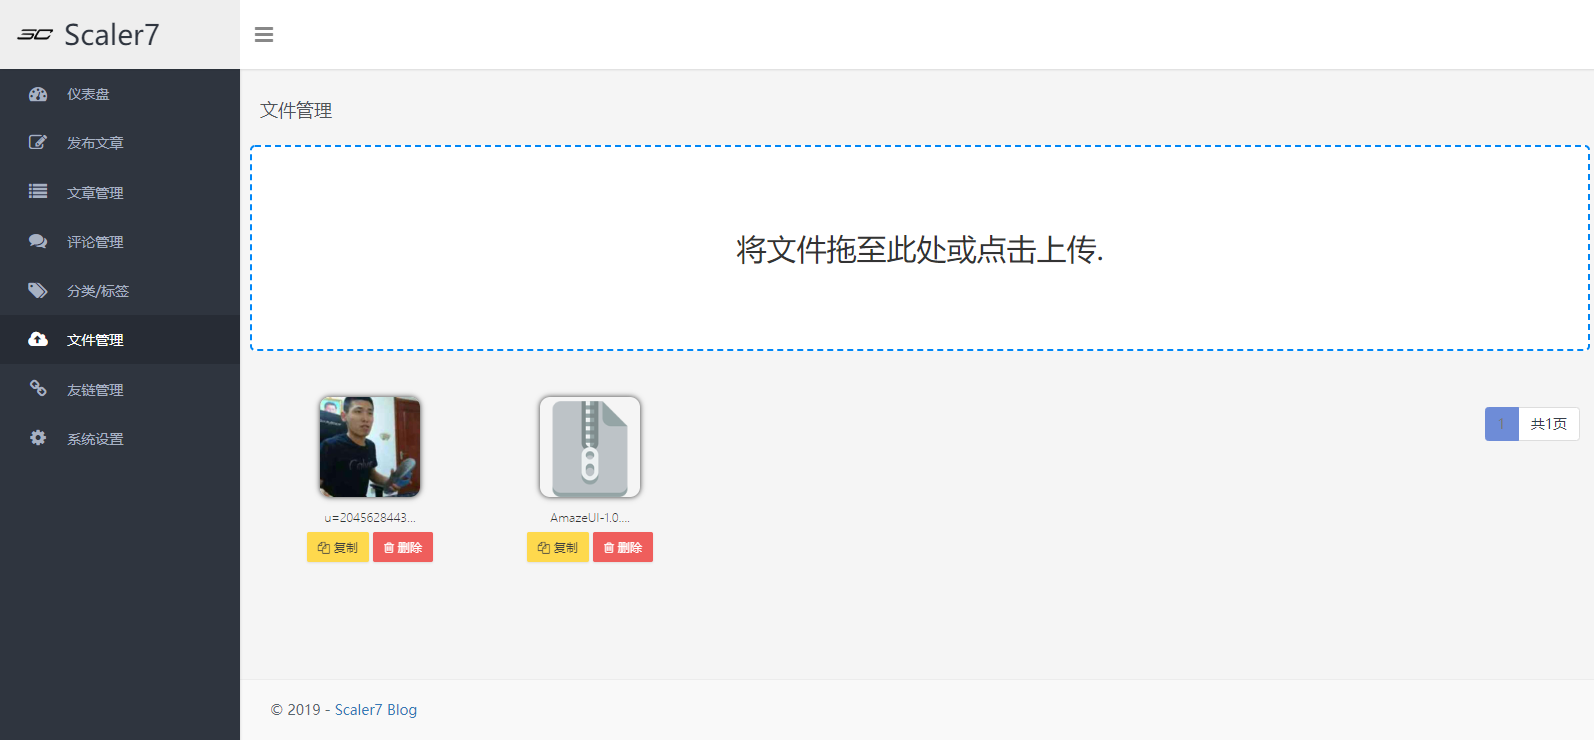 Scaler7
仪表盘
发布文章
文章管理
评论管理
分类/标签
文件管理
友链管理
系统设置
文件管理
将文件拖至此处或点击上传.
u=2045628443...
复制 删除
AmazeUI-1.0....
复制 删除
1 共1页
© 2019 - Scaler7 Blog